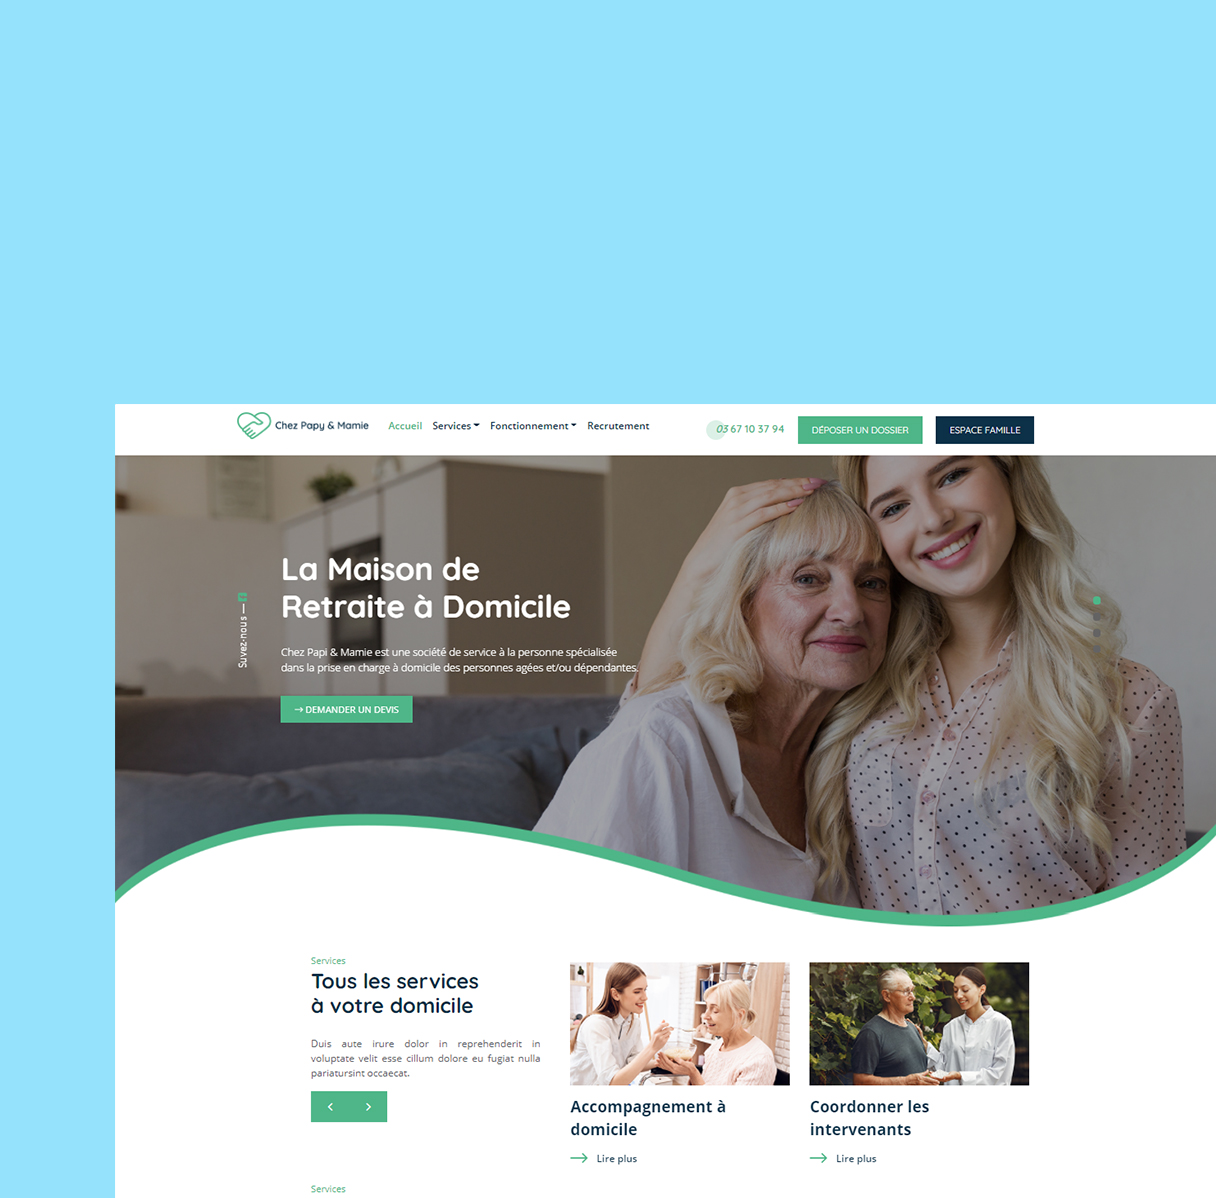 Chez Papy & Mamie
Accueil
Services
Fonctionnement
Recrutement
03 67 10 37 94
DÉPOSER UN DOSSIER
ESPACE FAMILLE
Suvez-nous
La Maison de
Retraite à Domicile
Chez Papi & Mamie est une société de service à la personne spécialisée
dans la prise en charge à domicile des personnes agées et/ou dépendantes.
→ DEMANDER UN DEVIS
Services
Tous les services
à votre domicile
Duis aute irure dolor in reprehenderit in
voluptate velit esse cillum dolore eu fugiat nulla
pariatursint occaecat.
Accompagnement à
domicile
Lire plus
Coordonner les
intervenants
Lire plus
Services